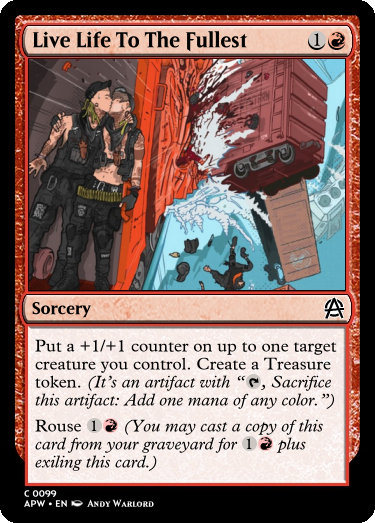 Live Life To The Fullest 1
Sorcery
Put a +1/+1 counter on up to one target
creature you control. Create a Treasure
token. (It's an artifact with “, Sacrifice
this artifact: Add one mana of any color.”)
Rouse 1 (You may cast a copy of this
card from your graveyard for 1 plus
exiling this card.)
C 0099
APW • EN Andy Warlord